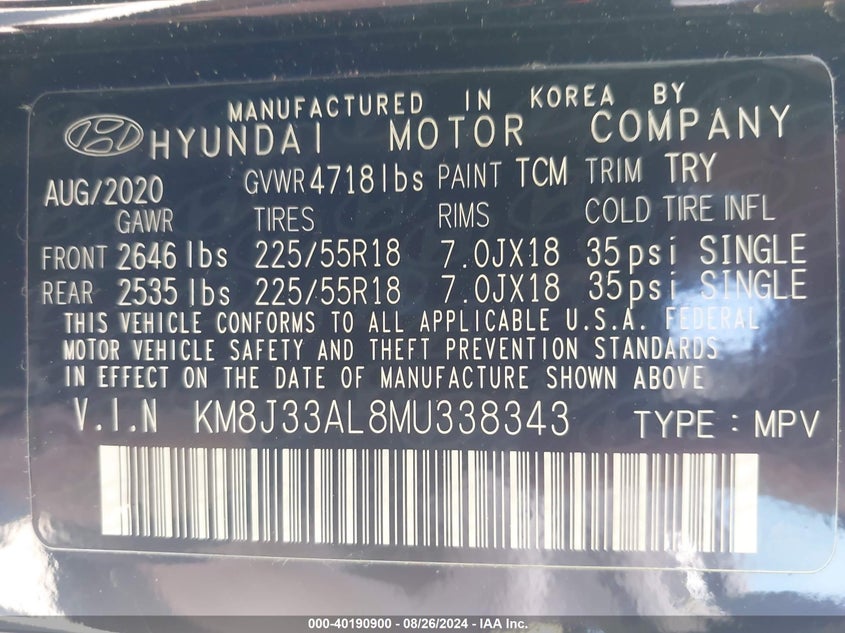 MANUFACTURED IN KOREA BY
HYUNDAI MOTOR COMPANY
AUG/2020 GVWR 4718lbs PAINT TCM TRIM TRY
GAWR TIRES RIMS COLD TIRE INFL
FRONT 2646 lbs 225/55R18 7.0JX18 35psi SINGLE
REAR 2535 lbs 225/55R18 7.0JX18 35psi SINGLE
THIS VEHICLE CONFORMS TO ALL APPLICABLE U.S.A. FEDERAL
MOTOR VEHICLE SAFETY AND THEFT PREVENTION STANDARDS
IN EFFECT ON THE DATE OF MANUFACTURE SHOWN ABOVE
V.I.N KM8J33AL8MU338343 TYPE : MPV
000-40190900 - 08/26/2024 - IAA Inc.